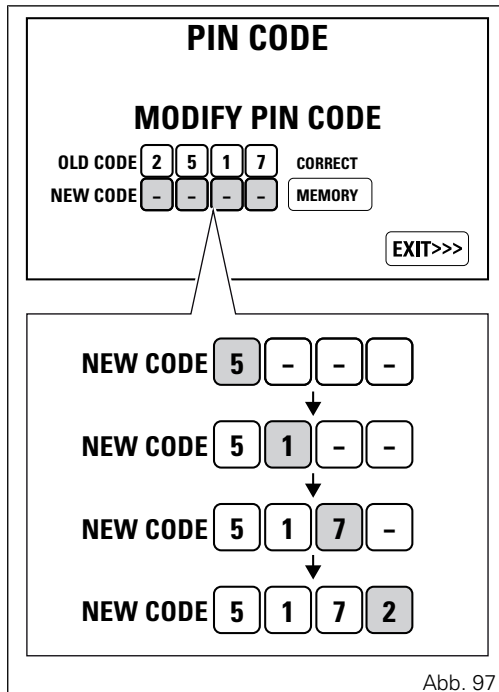 PIN CODE
MODIFY PIN CODE
OLD CODE 2 5 1 7 CORRECT
NEW CODE - - - - MEMORY
EXIT>>>
NEW CODE 5 - - -
NEW CODE 5 1 - -
NEW CODE 5 1 7 -
NEW CODE 5 1 7 2
Abb. 97